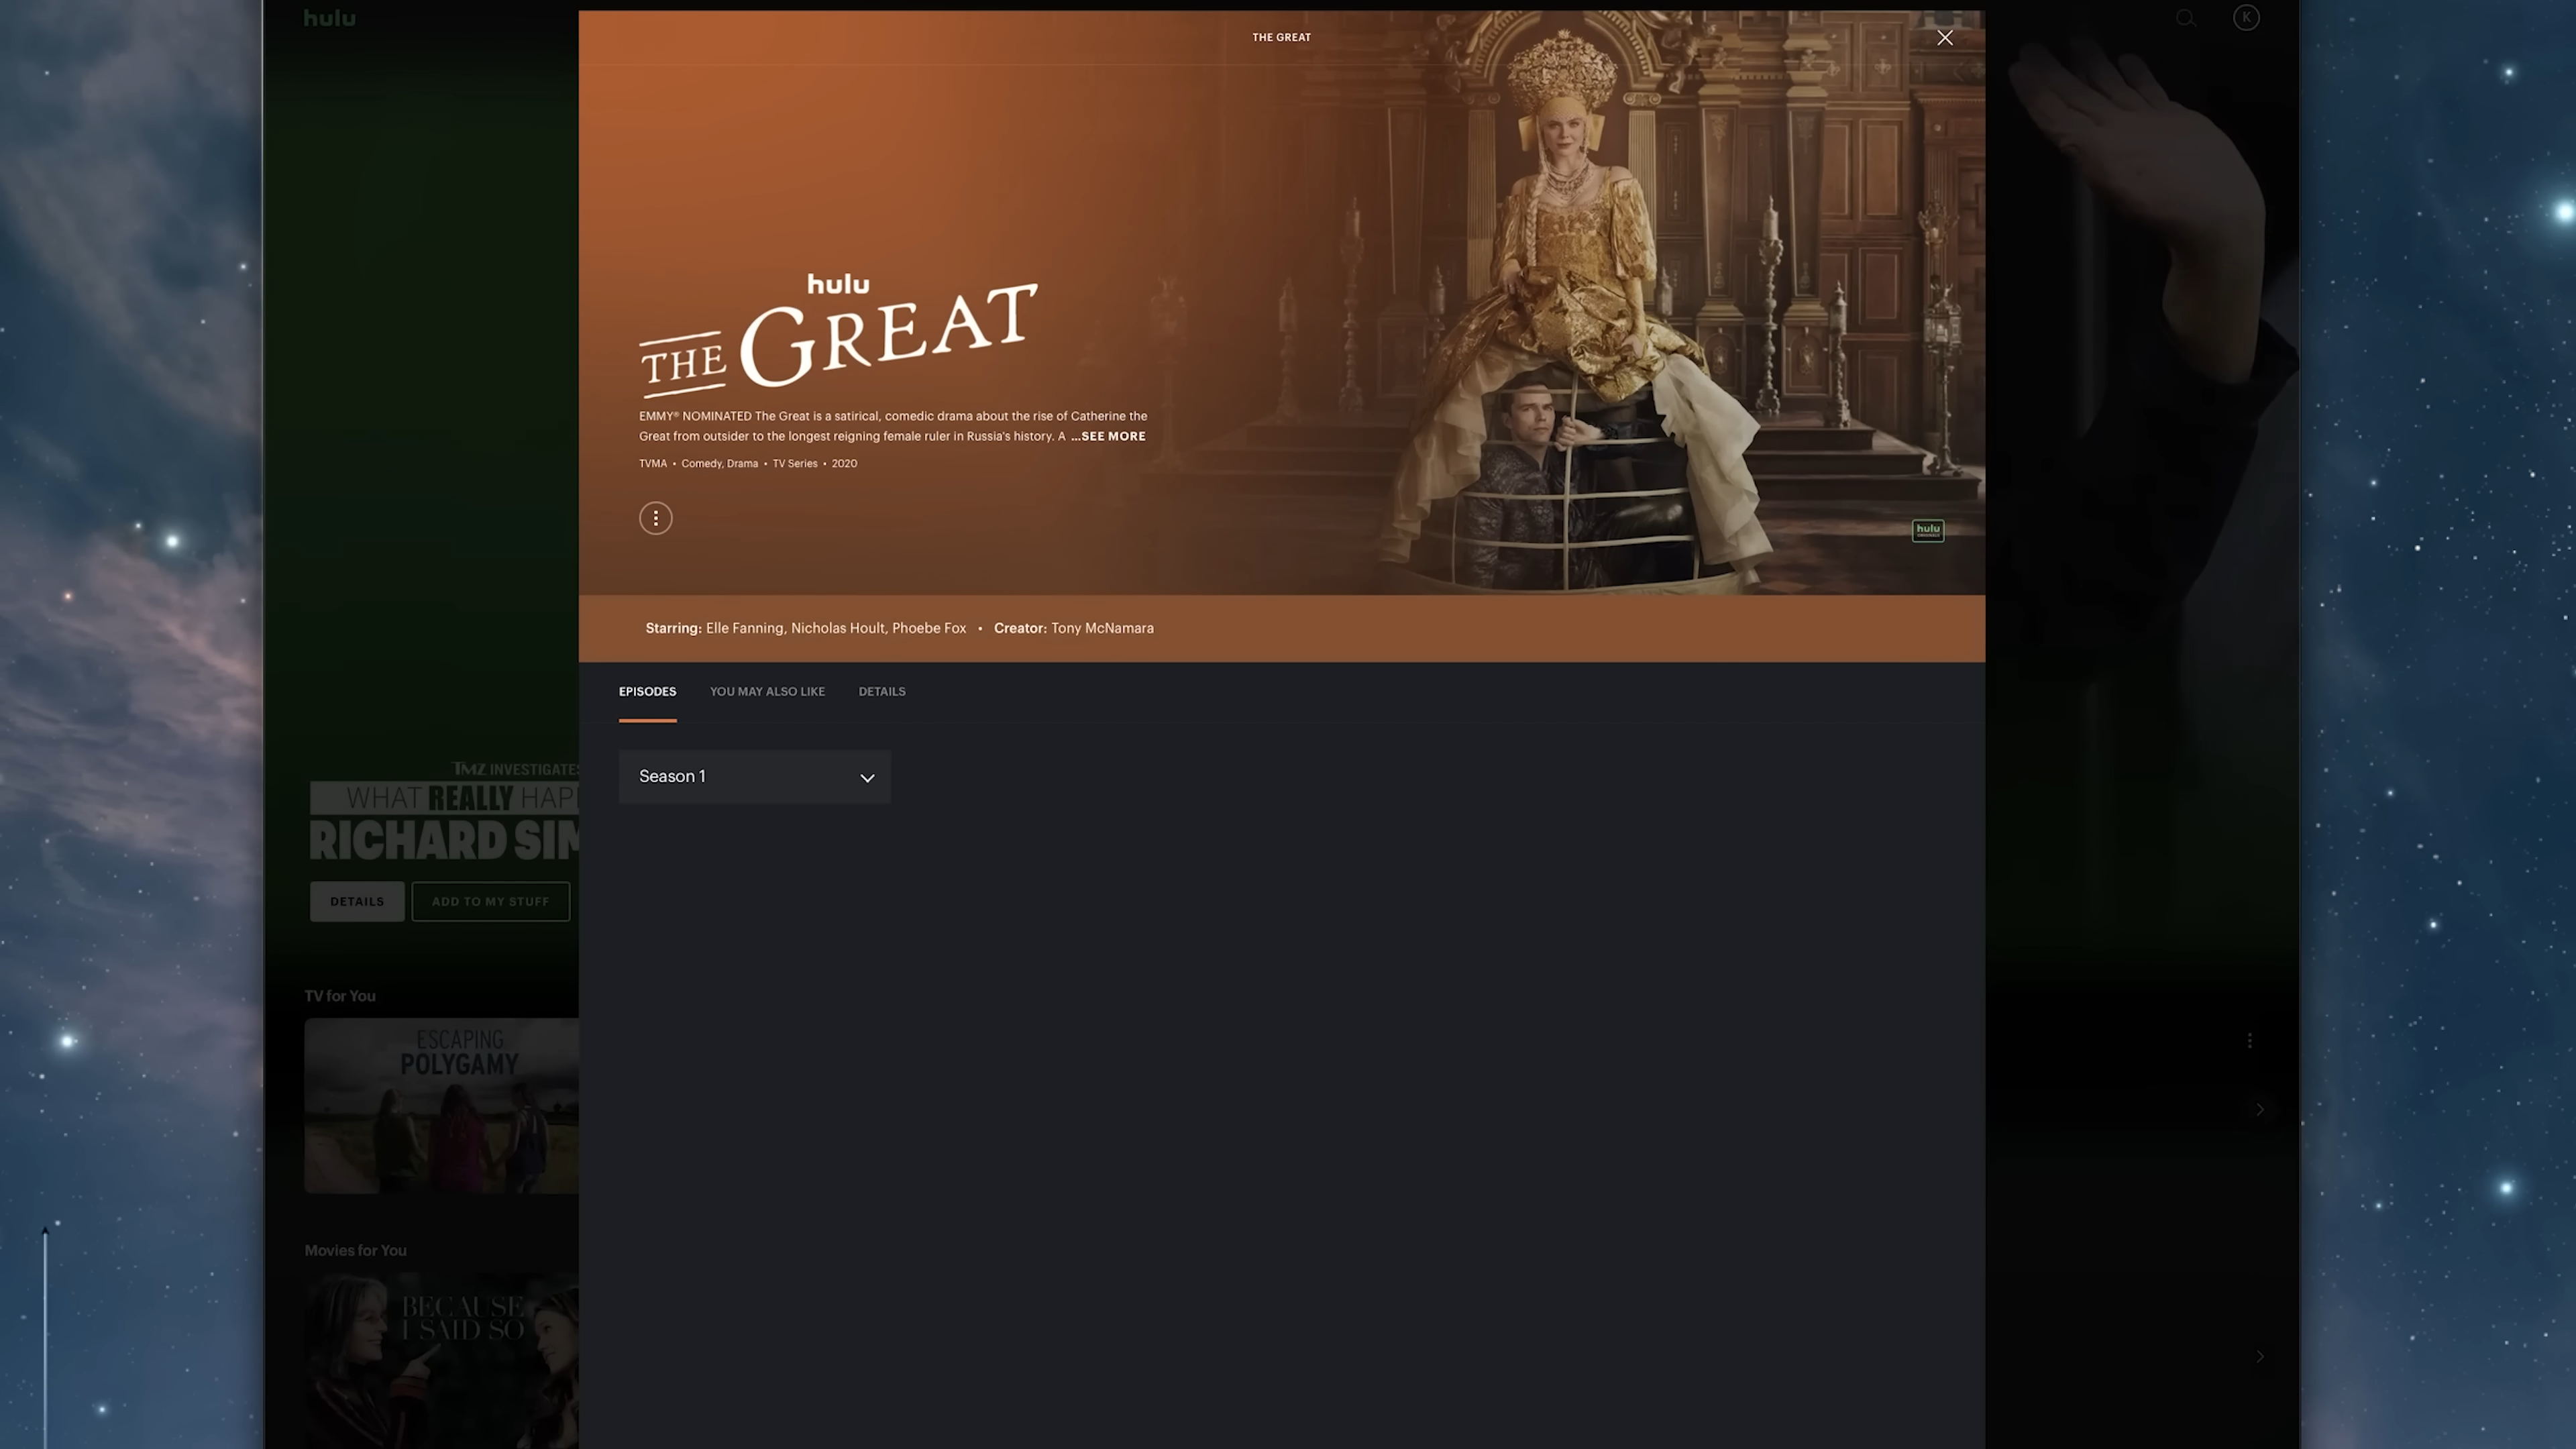 hulu
K
THE GREAT
hulu
THE GREAT
EMMY® NOMINATED The Great is a satirical, comedic drama about the rise of Catherine the
Great from outsider to the longest reigning female ruler in Russia's history. A ...SEE MORE
TVMA • Comedy, Drama • TV Series • 2020
hulu
Starring: Elle Fanning, Nicholas Hoult, Phoebe Fox • Creator: Tony McNamara
EPISODES YOU MAY ALSO LIKE DETAILS
Season 1
TMZ INVESTIGATES
WHAT REALLY HAP
RICHARD SIM
DETAILS ADD TO MY STUFF
TV for You
ESCAPING
POLYGAMY
Movies for You
BECAUSE
I SAID SO